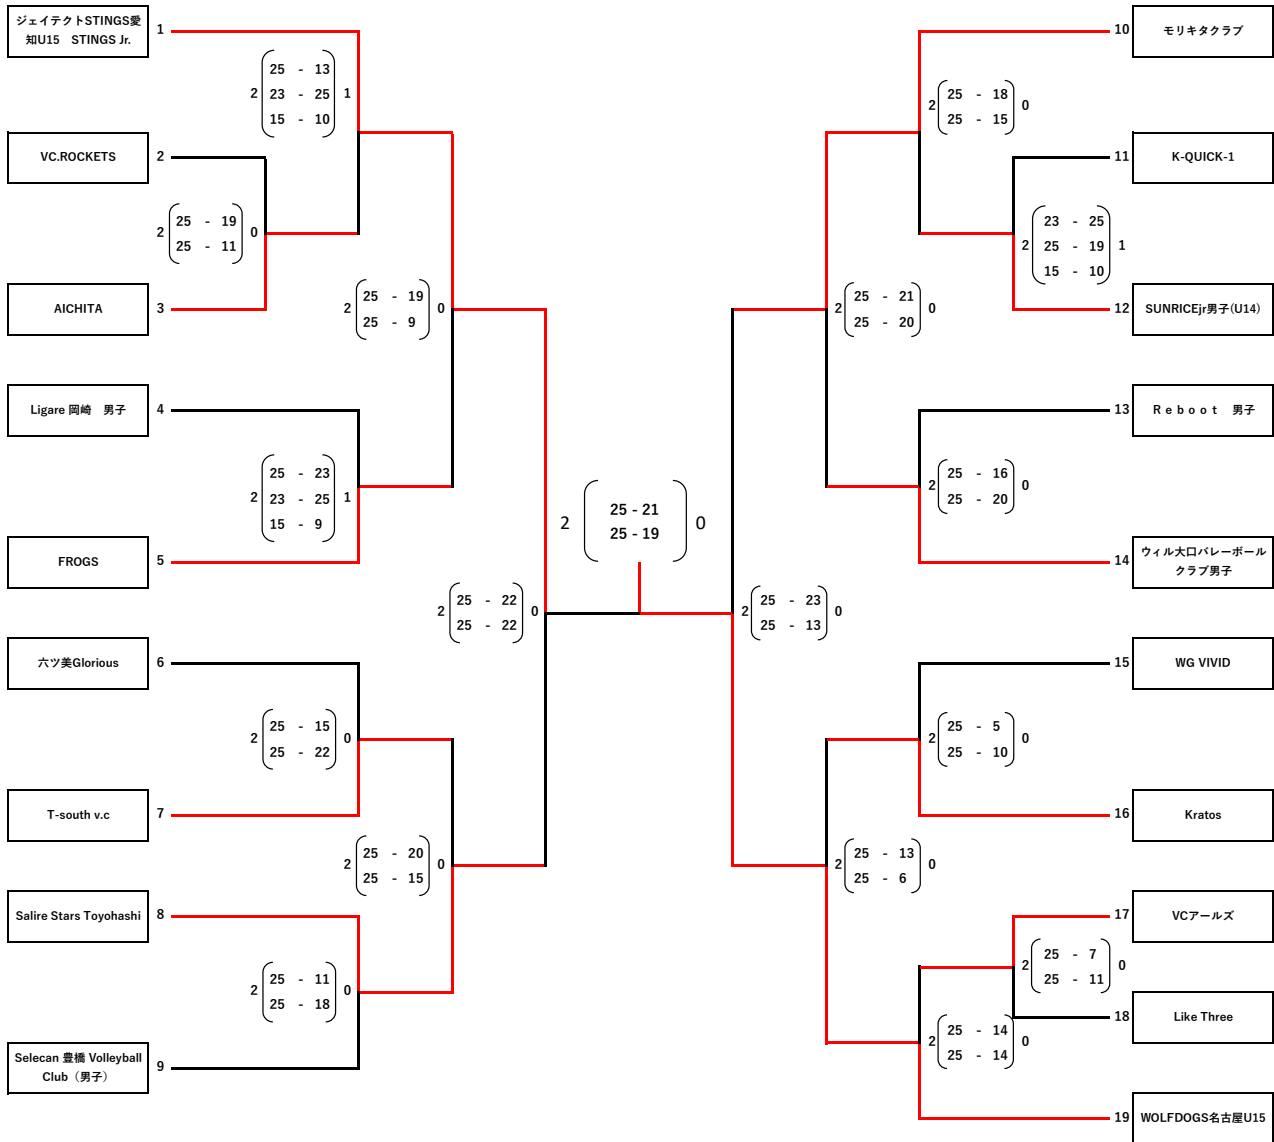 ジェイテクトSTINGS愛
知U15　STINGS Jr.
1
2
25 - 13
23 - 25
15 - 10
1
VC.ROCKETS
2
2
25 - 19
25 - 11
0
AICHITA
3
2
25 - 19
25 - 9
0
Ligare 岡崎　男子
4
2
25 - 23
23 - 25
15 - 9
1
FROGS
5
2
25 - 22
25 - 22
0
六ツ美Glorious
6
2
25 - 15
25 - 22
0
T-south v.c
7
2
25 - 20
25 - 15
0
Salire Stars Toyohashi
8
2
25 - 11
25 - 18
0
Selecan 豊橋 Volleyball
Club（男子）
9
2
25 - 21
25 - 19
0
10
モリキタクラブ
2
25 - 18
25 - 15
0
11
K-QUICK-1
2
23 - 25
25 - 19
15 - 10
1
12
SUNRICEjr男子(U14)
2
25 - 21
25 - 20
0
13
Ｒｅｂｏｏｔ　男子
2
25 - 16
25 - 20
0
14
ウィル大口バレーボール
クラブ男子
2
25 - 23
25 - 13
0
15
WG VIVID
2
25 - 5
25 - 10
0
16
Kratos
2
25 - 13
25 - 6
0
17
VCアールズ
2
25 - 7
25 - 11
0
18
Like Three
2
25 - 14
25 - 14
0
19
WOLFDOGS名古屋U15